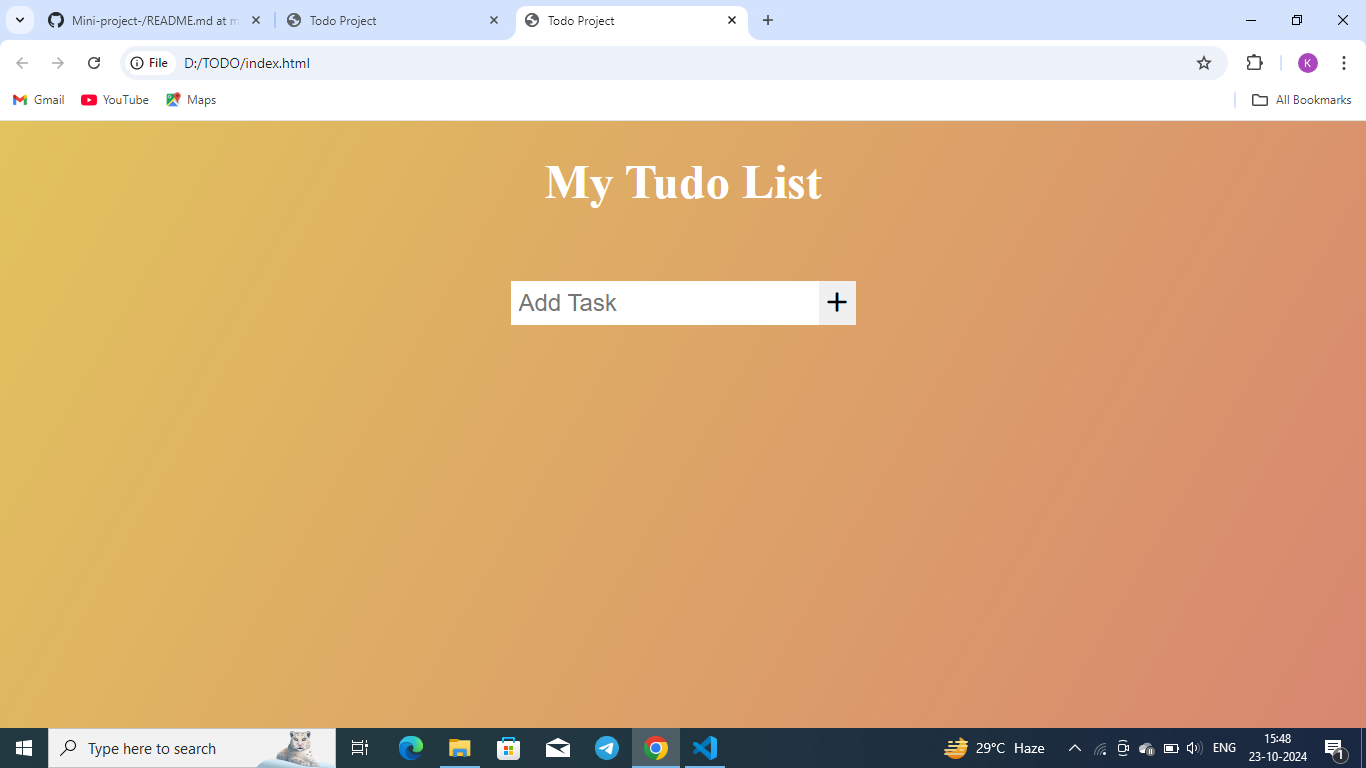 Mini-project-/README.md at m
Todo Project
Todo Project
File
D:/TODO/index.html
K
Gmail
YouTube
Maps
All Bookmarks
My Tudo List
Add Task
+
Type here to search
29°C Haze
ENG
15:48
23-10-2024
1